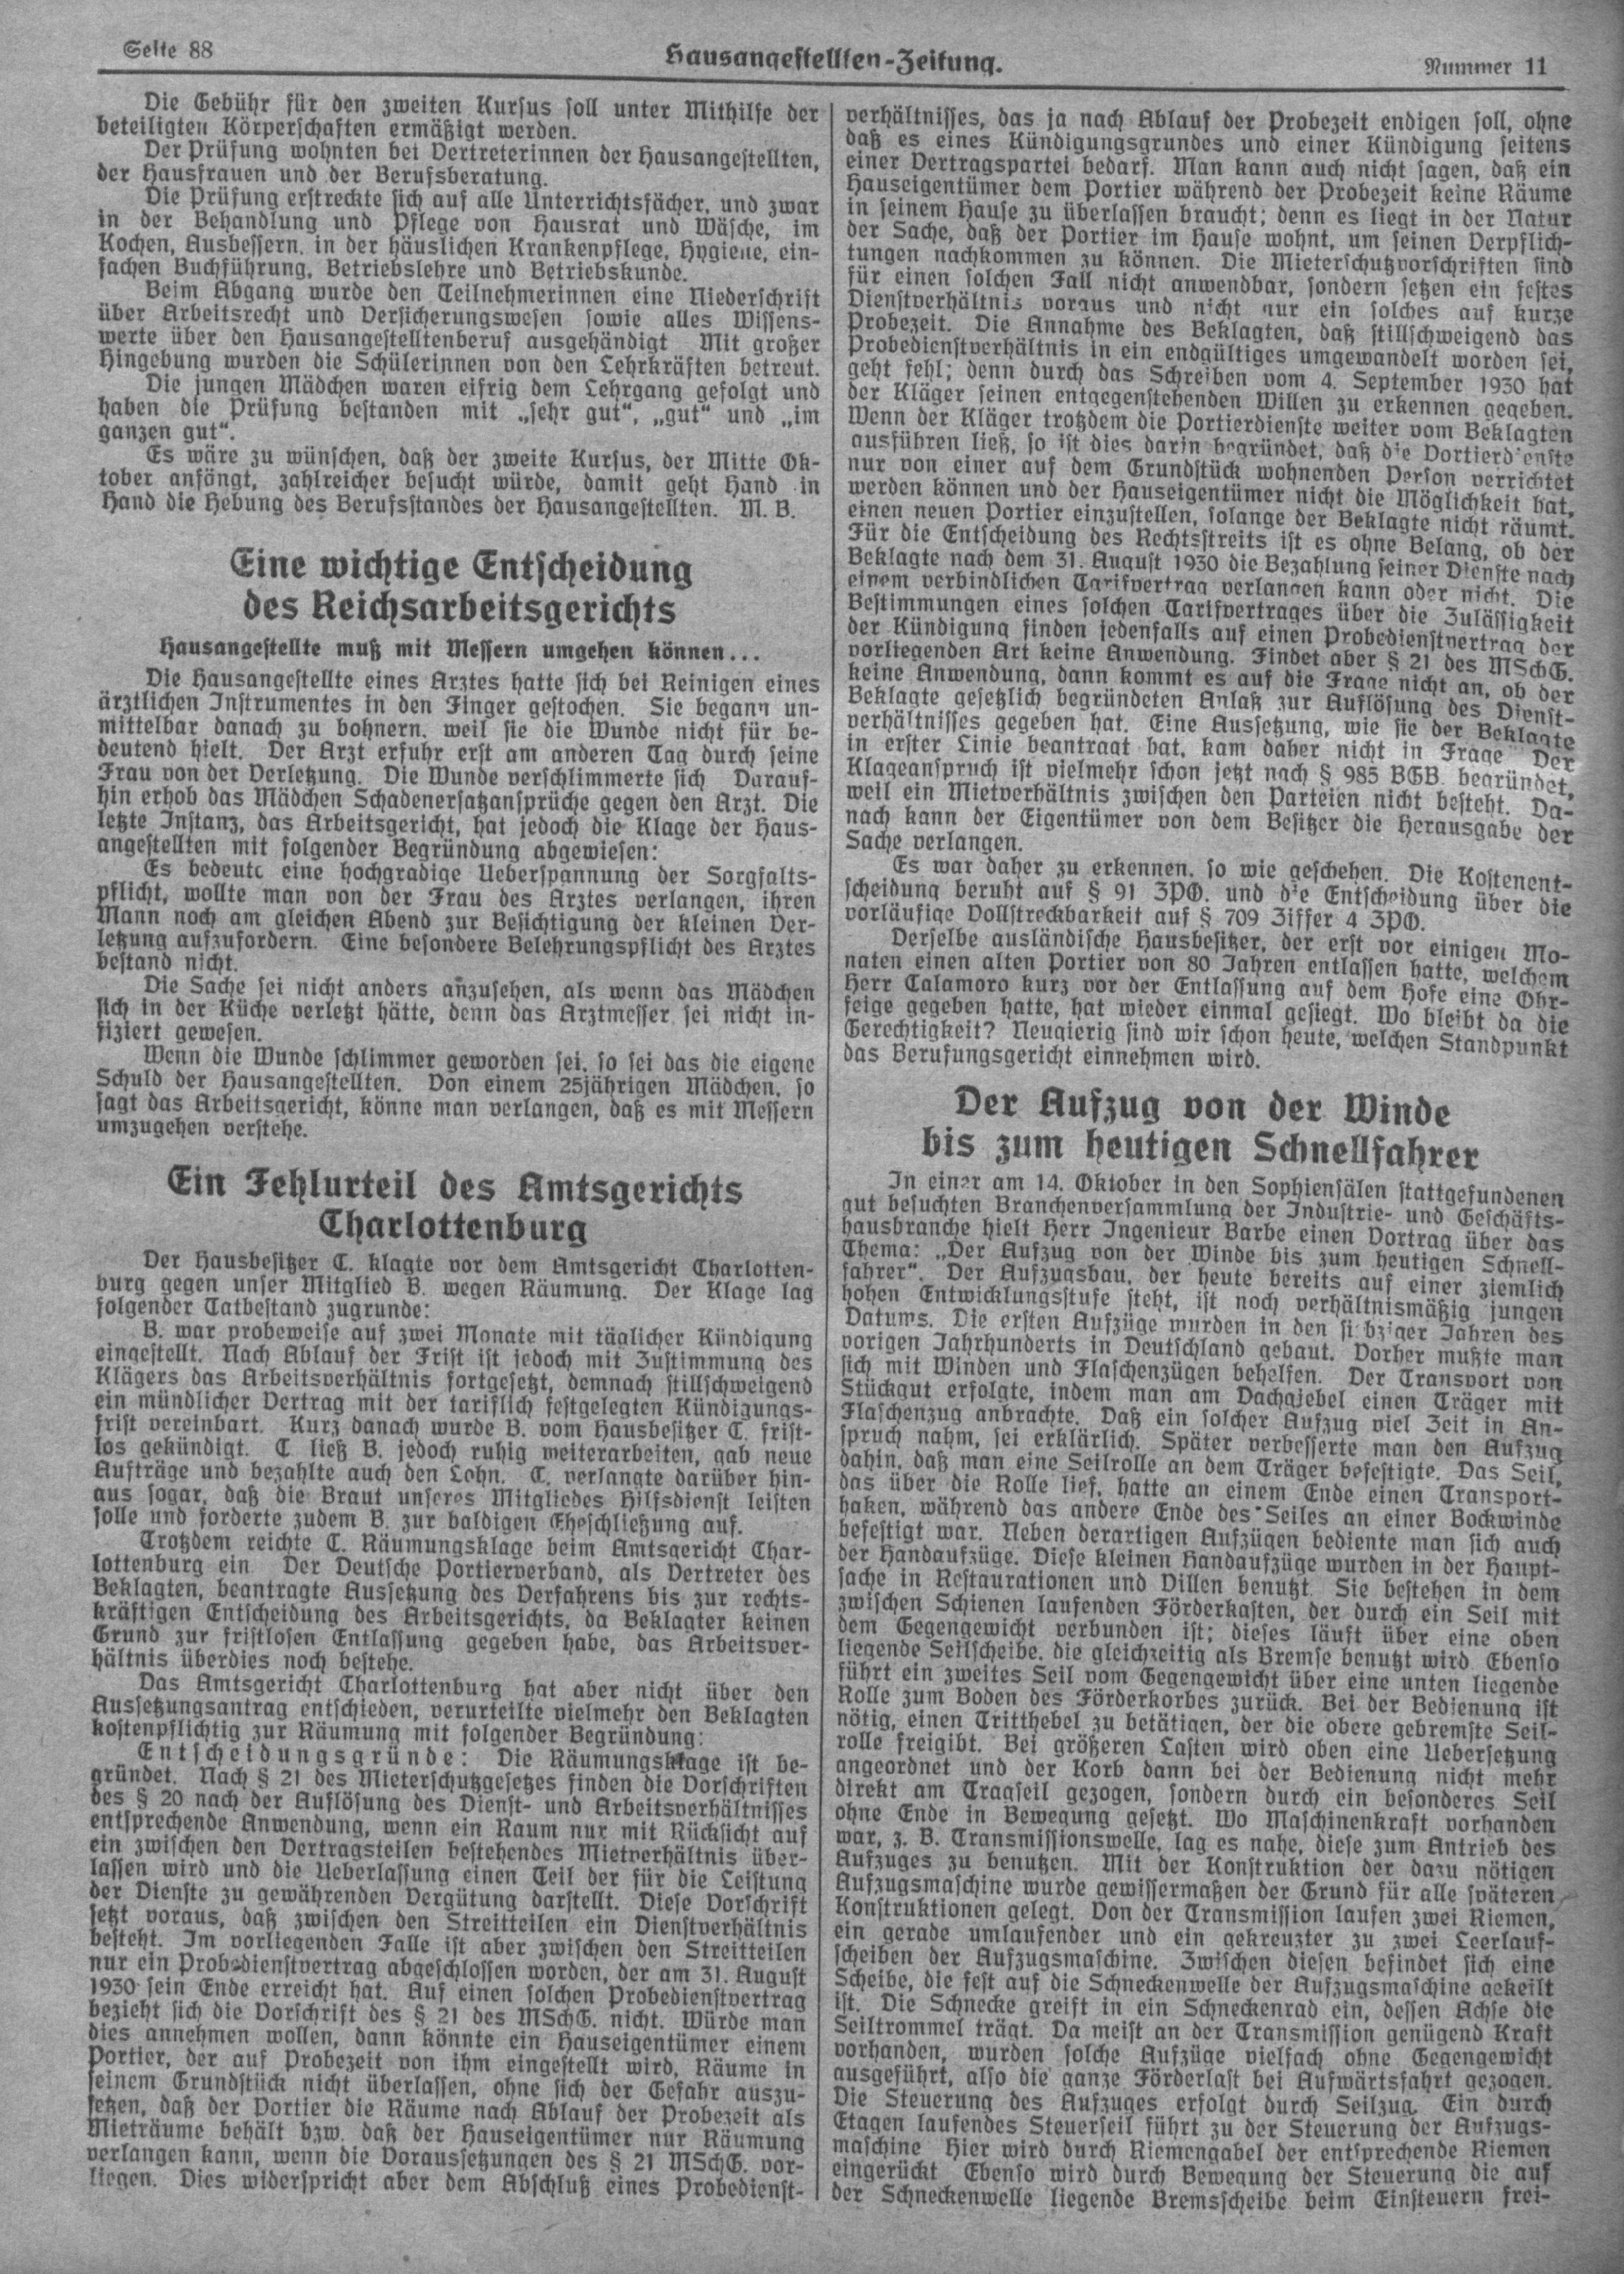 Seite 88
Hausangestellten-Zeitung.
Nummer 11
Die Gebühr für den zweiten Kursus soll unter Mithilfe der
beteiligten Körperschaften ermäßigt werden.
Der Prüfung wohnten bei Vertreterinnen der Hausangestellten,
der Hausfrauen und der Berufsberatung.
Die Prüfung erstreckte sich auf alle Unterrichtsfächer, und zwar
in der Behandlung und Pflege von Hausrat und Wäsche, im
Kochen, Ausbessern, in der häuslichen Krankenpflege, Hygiene, ein-
fachen Buchführung, Betriebslehre und Betriebskunde.
Beim Abgang wurde den Teilnehmerinnen eine Niederschrift
über Arbeitsrecht und Versicherungswesen sowie alles Wissens-
werte über den Hausangestelltenberuf ausgehändigt Mit großer
Hingebung wurden die Schülerinnen von den Lehrkräften betreut.
Die jungen Mädchen waren eifrig dem Lehrgang gefolgt und
haben die Prüfung bestanden mit „sehr gut“, „gut“ und „im
ganzen gut“.
Es wäre zu wünschen, daß der zweite Kursus, der Mitte Ok-
tober anfängt, zahlreicher besucht würde, damit geht Hand in
Hand die Hebung des Berufsstandes der Hausangestellten. M. B.
Eine wichtige Entscheidung
des Reichsarbeitsgerichts
Hausangestellte muß mit Messern umgehen können...
Die Hausangestellte eines Arztes hatte sich bei Reinigen eines
ärztlichen Instrumentes in den Finger gestochen. Sie begann un-
mittelbar danach zu bohnern, weil sie die Wunde nicht für be-
deutend hielt. Der Arzt erfuhr erst am anderen Tag durch seine
Frau von der Verletzung. Die Wunde verschlimmerte sich Darauf-
hin erhob das Mädchen Schadenersatzansprüche gegen den Arzt. Die
letzte Instanz, das Arbeitsgericht, hat jedoch die Klage der Haus-
angestellten mit folgender Begründung abgewiesen:
Es bedeute eine hochgradige Ueberspannung der Sorgfalts-
pflicht, wollte man von der Frau des Arztes verlangen, ihren
Mann noch am gleichen Abend zur Besichtigung der kleinen Ver-
letzung aufzufordern. Eine besondere Belehrungspflicht des Arztes
bestand nicht.
Die Sache sei nicht anders anzusehen, als wenn das Mädchen
sich in der Küche verletzt hätte, denn das Arztmesser sei nicht in-
fiziert gewesen.
Wenn die Wunde schlimmer geworden sei, so sei das die eigene
Schuld der Hausangestellten. Von einem 25jährigen Mädchen, so
sagt das Arbeitsgericht, könne man verlangen, daß es mit Messern
umzugehen verstehe.
Ein Fehlurteil des Amtsgerichts
Charlottenburg
Der Hausbesitzer C. klagte vor dem Amtsgericht Charlotten-
burg gegen unser Mitglied B. wegen Räumung. Der Klage lag
folgender Tatbestand zugrunde:
B. war probeweise auf zwei Monate mit täglicher Kündigung
eingestellt. Nach Ablauf der Frist ist jedoch mit Zustimmung des
Klägers das Arbeitsverhältnis fortgesetzt, demnach stillschweigend
ein mündlicher Vertrag mit der tariflich festgelegten Kündigungs-
frist vereinbart. Kurz danach wurde B. vom Hausbesitzer C. frist-
los gekündigt. C ließ B. jedoch ruhig weiterarbeiten, gab neue
Aufträge und bezahlte auch den Lohn. C. verlangte darüber hin-
aus sogar, daß die Braut unseres Mitgliedes Hilfsdienst leisten
solle und forderte zudem B. zur baldigen Eheschließung auf.
Trotzdem reichte C. Räumungsklage beim Amtsgericht Char-
lottenburg ein Der Deutsche Portierverband, als Vertreter des
Beklagten, beantragte Aussetzung des Verfahrens bis zur rechts-
kräftigen Entscheidung des Arbeitsgerichts, da Beklagter keinen
Grund zur fristlosen Entlassung gegeben habe, das Arbeitsver-
hältnis überdies noch bestehe.
Das Amtsgericht Charlottenburg hat aber nicht über den
Aussetzungsantrag entschieden, verurteilte vielmehr den Beklagten
kostenpflichtig zur Räumung mit folgender Begründung:
Entscheidungsgründe: Die Räumungsklage ist be-
gründet. Nach § 21 des Mieterschutzgesetzes finden die Vorschriften
des § 20 nach der Auflösung des Dienst- und Arbeitsverhältnisses
entsprechende Anwendung, wenn ein Raum nur mit Rücksicht auf
ein zwischen den Vertragsteilen bestehendes Mietverhältnis über-
lassen wird und die Ueberlassung einen Teil der für die Leistung
der Dienste zu gewährenden Vergütung darstellt. Diese Vorschrift
setzt voraus, daß zwischen den Streitteilen ein Dienstverhältnis
besteht. Im vorliegenden Falle ist aber zwischen den Streitteilen
nur ein Probedienstvertrag abgeschlossen worden, der am 31. August
1930 sein Ende erreicht hat. Auf einen solchen Probedienstvertrag
bezieht sich die Vorschrift des § 21 des MSchG. nicht. Würde man
dies annehmen wollen, dann könnte ein Hauseigentümer einem
Portier, der auf Probezeit von ihm eingestellt wird, Räume in
seinem Grundstück nicht überlassen, ohne sich der Gefahr auszu-
setzen, daß der Portier die Räume nach Ablauf der Probezeit als
Mieträume behält bzw. daß der Hauseigentümer nur Räumung
verlangen kann, wenn die Voraussetzungen des § 21 MSchG. vor-
liegen. Dies widerspricht aber dem Abschluß eines Probedienst-
verhältnisses, das ja nach Ablauf der Probezeit endigen soll, ohne
daß es eines Kündigungsgrundes und einer Kündigung seitens
einer Vertragspartei bedarf. Man kann auch nicht sagen, daß ein
Hauseigentümer dem Portier während der Probezeit keine Räume
in seinem Hause zu überlassen braucht; denn es liegt in der Natur
der Sache, daß der Portier im Hause wohnt, um seinen Verpflich-
tungen nachkommen zu können. Die Mieterschutzvorschriften sind
für einen solchen Fall nicht anwendbar, sondern setzen ein festes
Dienstverhältnis voraus und nicht nur ein solches auf kurze
Probezeit. Die Annahme des Beklagten, daß stillschweigend das
Probedienstverhältnis in ein endgültiges umgewandelt worden sei,
geht fehl; denn durch das Schreiben vom 4. September 1930 hat
der Kläger seinen entgegenstehenden Willen zu erkennen gegeben.
Wenn der Kläger trotzdem die Portierdienste weiter vom Beklagten
ausführen ließ, so ist dies darin begründet, daß die Portierdienste
nur von einer auf dem Grundstück wohnenden Person verrichtet
werden können und der Hauseigentümer nicht die Möglichkeit hat,
einen neuen Portier einzustellen, solange der Beklagte nicht räumt.
Für die Entscheidung des Rechtsstreits ist es ohne Belang, ob der
Beklagte nach dem 31. August 1930 die Bezahlung seiner Dienste nach
einem verbindlichen Tarifvertrag verlangen kann oder nicht. Die
Bestimmungen eines solchen Tarifvertrages über die Zulässigkeit
der Kündigung finden jedenfalls auf einen Probedienstvertrag der
vorliegenden Art keine Anwendung. Findet aber § 21 des MSchG.
keine Anwendung, dann kommt es auf die Frage nicht an, ob der
Beklagte gesetzlich begründeten Anlaß zur Auflösung des Dienst-
verhältnisses gegeben hat. Eine Aussetzung, wie sie der Beklagte
in erster Linie beantragt hat, kam daher nicht in Frage Der
Klageanspruch ist vielmehr schon jetzt nach § 985 BGB. begründet,
weil ein Mietverhältnis zwischen den Parteien nicht besteht. Da-
nach kann der Eigentümer von dem Besitzer die Herausgabe der
Sache verlangen.
Es war daher zu erkennen, so wie geschehen. Die Kostenent-
scheidung beruht auf § 91 ZPO. und die Entscheidung über die
vorläufige Vollstreckbarkeit auf § 709 Ziffer 4 ZPO.
Derselbe ausländische Hausbesitzer, der erst vor einigen Mo-
naten einen alten Portier von 80 Jahren entlassen hatte, welchem
Herr Calamoro kurz vor der Entlassung auf dem Hofe eine Ohr-
feige gegeben hatte, hat wieder einmal gesiegt. Wo bleibt da die
Gerechtigkeit? Neugierig sind wir schon heute, welchen Standpunkt
das Berufungsgericht einnehmen wird.
Der Aufzug von der Winde
bis zum heutigen Schnellfahrer
In einer am 14. Oktober in den Sophiensälen stattgefundenen
gut besuchten Branchenversammlung der Industrie- und Geschäfts-
hausbranche hielt Herr Ingenieur Barbe einen Vortrag über das
Thema: „Der Aufzug von der Winde bis zum heutigen Schnell-
fahrer“. Der Aufzugsbau, der heute bereits auf einer ziemlich
hohen Entwicklungsstufe steht, ist noch verhältnismäßig jungen
Datums. Die ersten Aufzüge wurden in den siebziger Jahren des
vorigen Jahrhunderts in Deutschland gebaut. Vorher mußte man
sich mit Winden und Flaschenzügen behelfen. Der Transport von
Stückgut erfolgte, indem man am Dachgiebel einen Träger mit
Flaschenzug anbrachte. Daß ein solcher Aufzug viel Zeit in An-
spruch nahm, sei erklärlich. Später verbesserte man den Aufzug
dahin, daß man eine Seilrolle an dem Träger befestigte. Das Seil,
das über die Rolle lief, hatte an einem Ende einen Transport-
haken, während das andere Ende des Seiles an einer Bockwinde
befestigt war. Neben derartigen Aufzügen bediente man sich auch
der Handaufzüge. Diese kleinen Handaufzüge wurden in der Haupt-
sache in Restaurationen und Villen benutzt. Sie bestehen in dem
zwischen Schienen laufenden Förderkasten, der durch ein Seil mit
dem Gegengewicht verbunden ist; dieses läuft über eine oben
liegende Seilscheibe, die gleichzeitig als Bremse benutzt wird Ebenso
führt ein zweites Seil vom Gegengewicht über eine unten liegende
Rolle zum Boden des Förderkorbes zurück. Bei der Bedienung ist
nötig, einen Tritthebel zu betätigen, der die obere gebremste Seil-
rolle freigibt. Bei größeren Lasten wird oben eine Uebersetzung
angeordnet und der Korb dann bei der Bedienung nicht mehr
direkt am Tragseil gezogen, sondern durch ein besonderes Seil
ohne Ende in Bewegung gesetzt. Wo Maschinenkraft vorhanden
war, z. B. Transmissionswelle, lag es nahe, diese zum Antrieb des
Aufzuges zu benutzen. Mit der Konstruktion der dazu nötigen
Aufzugsmaschine wurde gewissermaßen der Grund für alle späteren
Konstruktionen gelegt. Von der Transmission laufen zwei Riemen,
ein gerade umlaufender und ein gekreuzter zu zwei Leerlauf-
scheiben der Aufzugsmaschine. Zwischen diesen befindet sich eine
Scheibe, die fest auf die Schneckenwelle der Aufzugsmaschine gekeilt
ist. Die Schnecke greift in ein Schneckenrad ein, dessen Achse die
Seiltrommel trägt. Da meist an der Transmission genügend Kraft
vorhanden, wurden solche Aufzüge vielfach ohne Gegengewicht
ausgeführt, also die ganze Förderlast bei Aufwärtsfahrt gezogen.
Die Steuerung des Aufzuges erfolgt durch Seilzug. Ein durch
Etagen laufendes Steuerseil führt zu der Steuerung der Aufzugs-
maschine Hier wird durch Riemengabel der entsprechende Riemen
eingerückt Ebenso wird durch Bewegung der Steuerung die auf
der Schneckenwelle liegende Bremsscheibe beim Einsteuern frei-